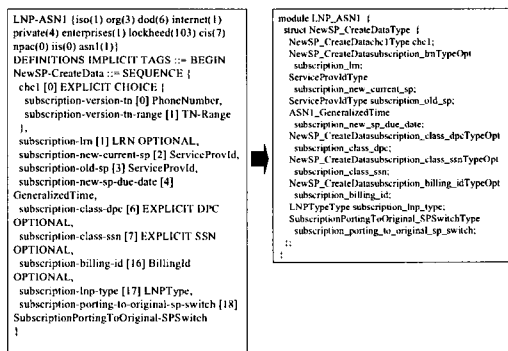 LNP-ASN1 {iso(1) org(3) dod(6) internet(1)
private(4) enterprises(1) lockheed(103) cis(7)
npac(0) iis(0) asn1(1)}
DEFINITIONS IMPLICIT TAGS ::= BEGIN
NewSP-CreateData ::= SEQUENCE {
chc1 [0] EXPLICIT CHOICE {
subscription-version-tn [0] PhoneNumber,
subscription-version-tn-range [1] TN-Range
},
subscription-lrn [1] LRN OPTIONAL,
subscription-new-current-sp [2] ServiceProvId,
subscription-old-sp [3] ServiceProvId,
subscription-new-sp-due-date [4]
GeneralizedTime,
subscription-class-dpc [6] EXPLICIT DPC
OPTIONAL,
subscription-class-ssn [7] EXPLICIT SSN
OPTIONAL,
subscription-billing-id [16] BillingId
OPTIONAL,
subscription-lnp-type [17] LNPType,
subscription-porting-to-original-sp-switch [18]
SubscriptionPortingToOriginal-SPSwitch
}
module LNP_ASN1 {
struct NewSP_CreateDataType {
NewSP_CreateDatachc1Type chc1;
NewSP_CreateDatasubscription_lrnTypeOpt
subscription_lrn;
ServiceProvIdType
subscription_new_current_sp;
ServiceProvIdType subscription_old_sp;
ASN1_GeneralizedTime
subscription_new_sp_due_date;
NewSP_CreateDatasubscription_class_dpcTypeOpt
subscription_class_dpc;
NewSP_CreateDatasubscription_class_ssnTypeOpt
subscription_class_ssn;
NewSP_CreateDatasubscription_billing_idTypeOpt
subscription_billing_id;
LNPTypeType subscription_lnp_type;
SubscriptionPortingToOriginal_SPSwitchType
subscription_porting_to_original_sp_switch;
};
}